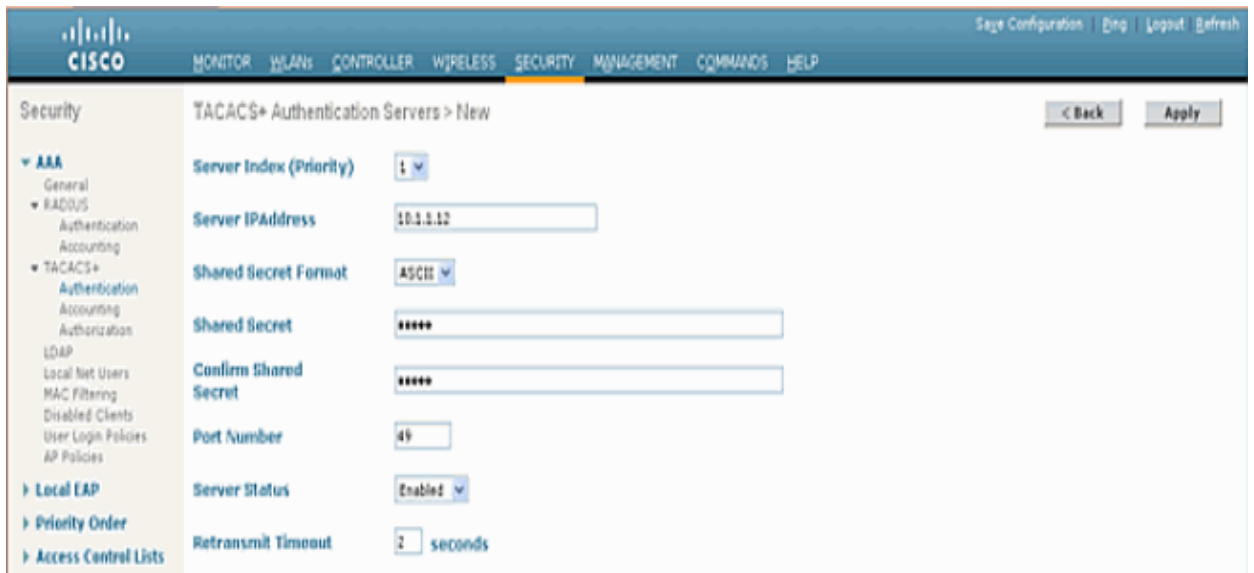 Save Configuration | Ping | Logout | Refresh
CISCO
MONITOR WLANs CONTROLLER WIRELESS SECURITY MANAGEMENT COMMANDS HELP
Security
AAA
General
RADIUS
Authentication
Accounting
TACACS+
Authentication
Accounting
Authorization
LDAP
Local Net Users
MAC Filtering
Disabled Clients
User Login Policies
AP Policies
Local EAP
Priority Order
Access Control Lists
TACACS+ Authentication Servers > New
< Back
Apply
Server Index (Priority) 1
Server IPAddress 10.1.1.12
Shared Secret Format ASCII
Shared Secret •••••
Confirm Shared
Secret •••••
Port Number 49
Server Status Enabled
Retransmit Timeout 2 seconds